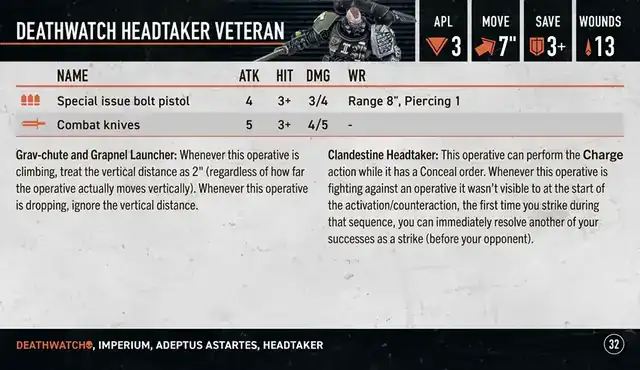 DEATHWATCH HEADTAKER VETERAN
APL
3
MOVE
7"
SAVE
3+
WOUNDS
13
NAME ATK HIT DMG WR
Special issue bolt pistol 4 3+ 3/4 Range 8", Piercing 1
Combat knives 5 3+ 4/5 -
Grav-chute and Grapnel Launcher: Whenever this operative is
climbing, treat the vertical distance as 2" (regardless of how far
the operative actually moves vertically). Whenever this operative
is dropping, ignore the vertical distance.
Clandestine Headtaker: This operative can perform the Charge
action while it has a Conceal order. Whenever this operative is
fighting against an operative it wasn't visible to at the start of
the activation/counteraction, the first time you strike during
that sequence, you can immediately resolve another of your
successes as a strike (before your opponent).
DEATHWATCH, IMPERIUM, ADEPTUS ASTARTES, HEADTAKER
32